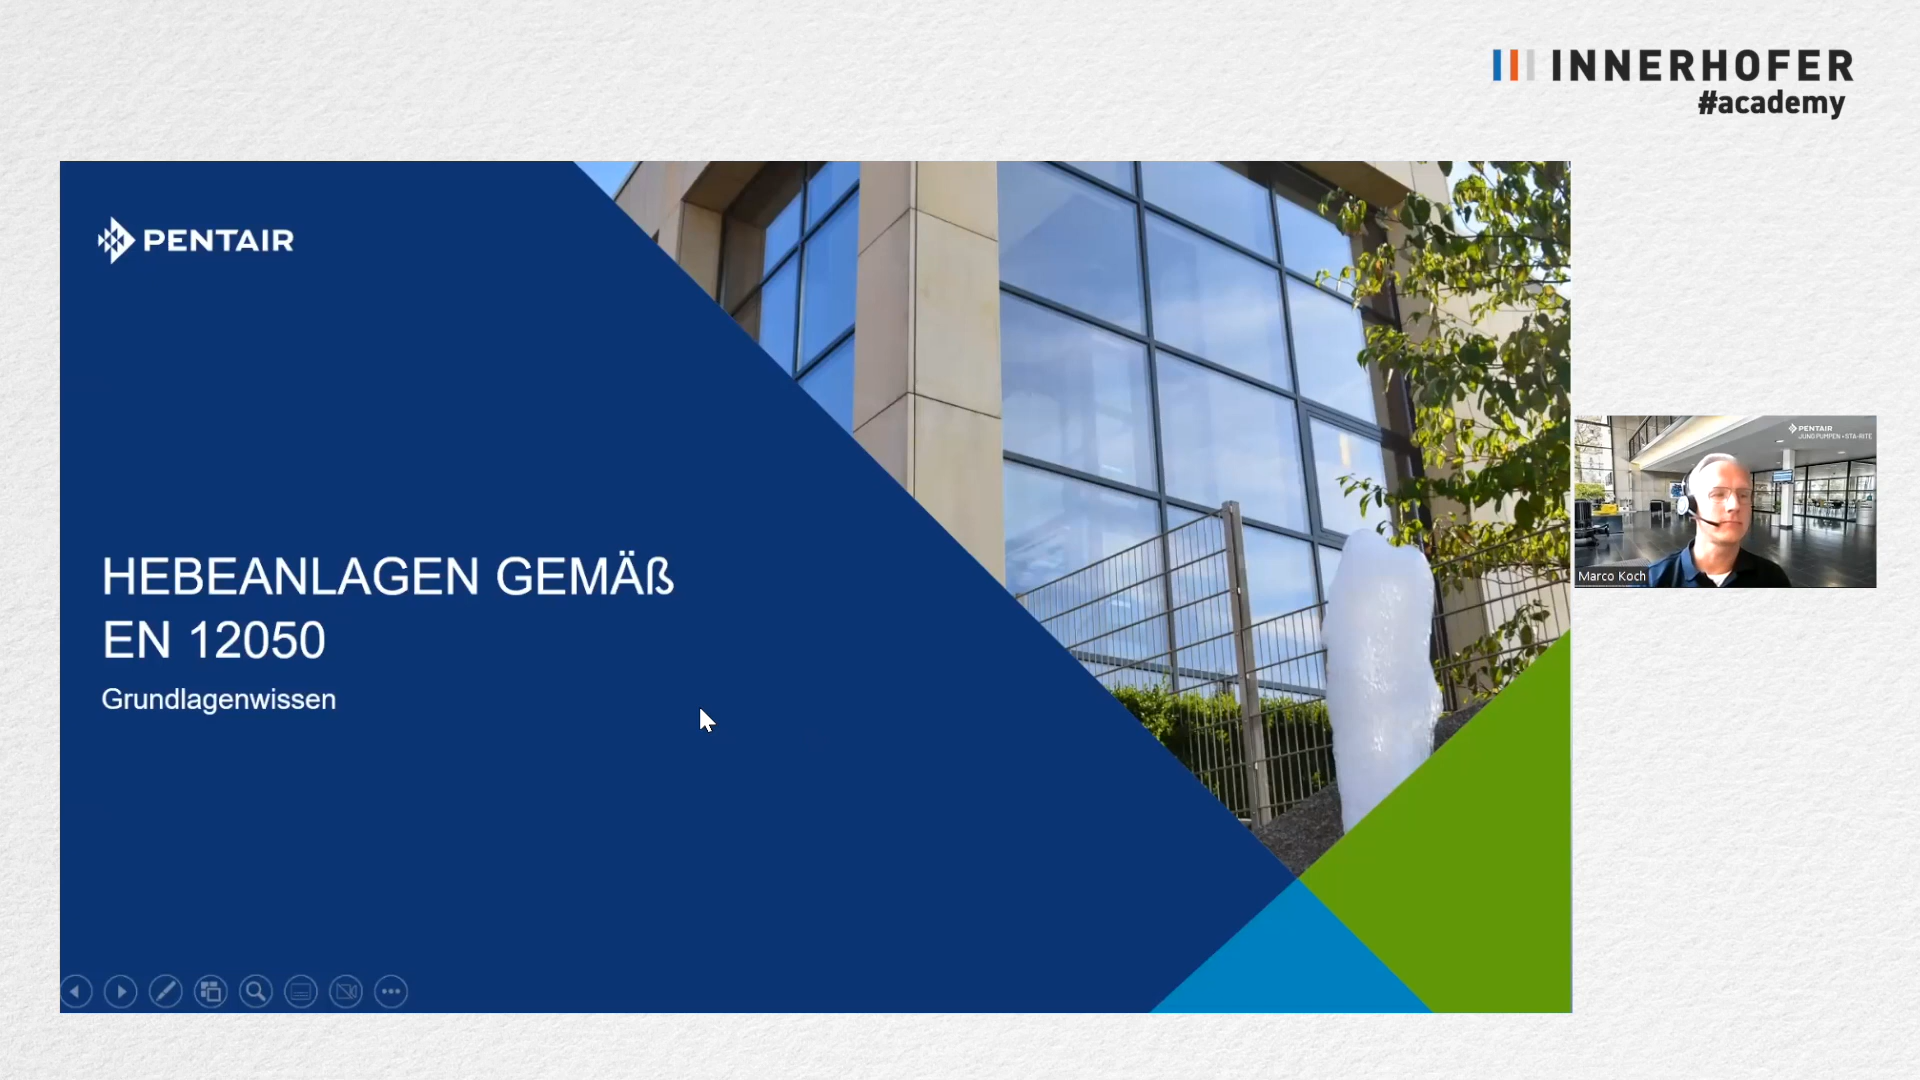 INNERHOFER
#academy
PENTAIR
HEBEANLAGEN GEMÄß
EN 12050
Grundlagenwissen
PENTAIR
JUNG PUMPEN • STA-RITE
Marco Koch